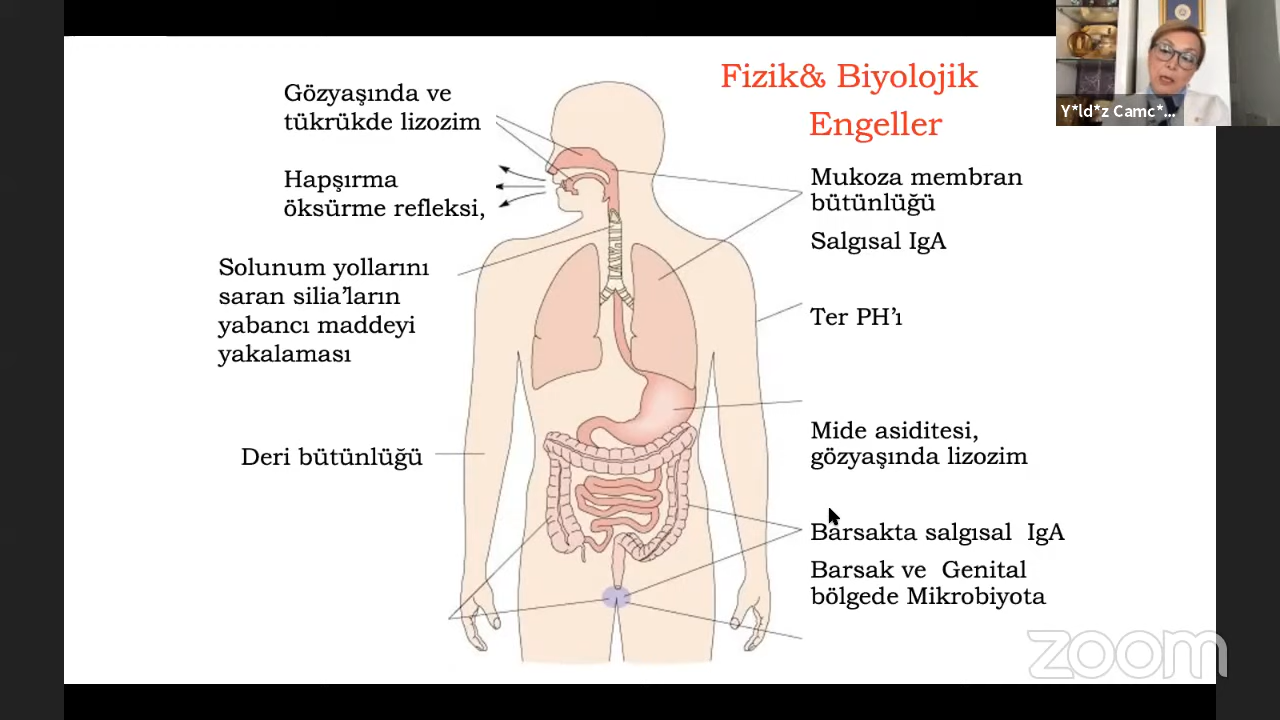 Fizik& Biyolojik
Engeller
Gözyaşında ve
tükrükde lizozim
Hapşırma
öksürme refleksi,
Solunum yollarını
saran silia’ların
yabancı maddeyi
yakalaması
Deri bütünlüğü
Mukoza membran
bütünlüğü
Salgısal IgA
Ter PH’ı
Mide asiditesi,
gözyaşında lizozim
Barsakta salgısal IgA
Barsak ve Genital
bölgede Mikrobiyota
Y*ld*z Camc*...
zoom